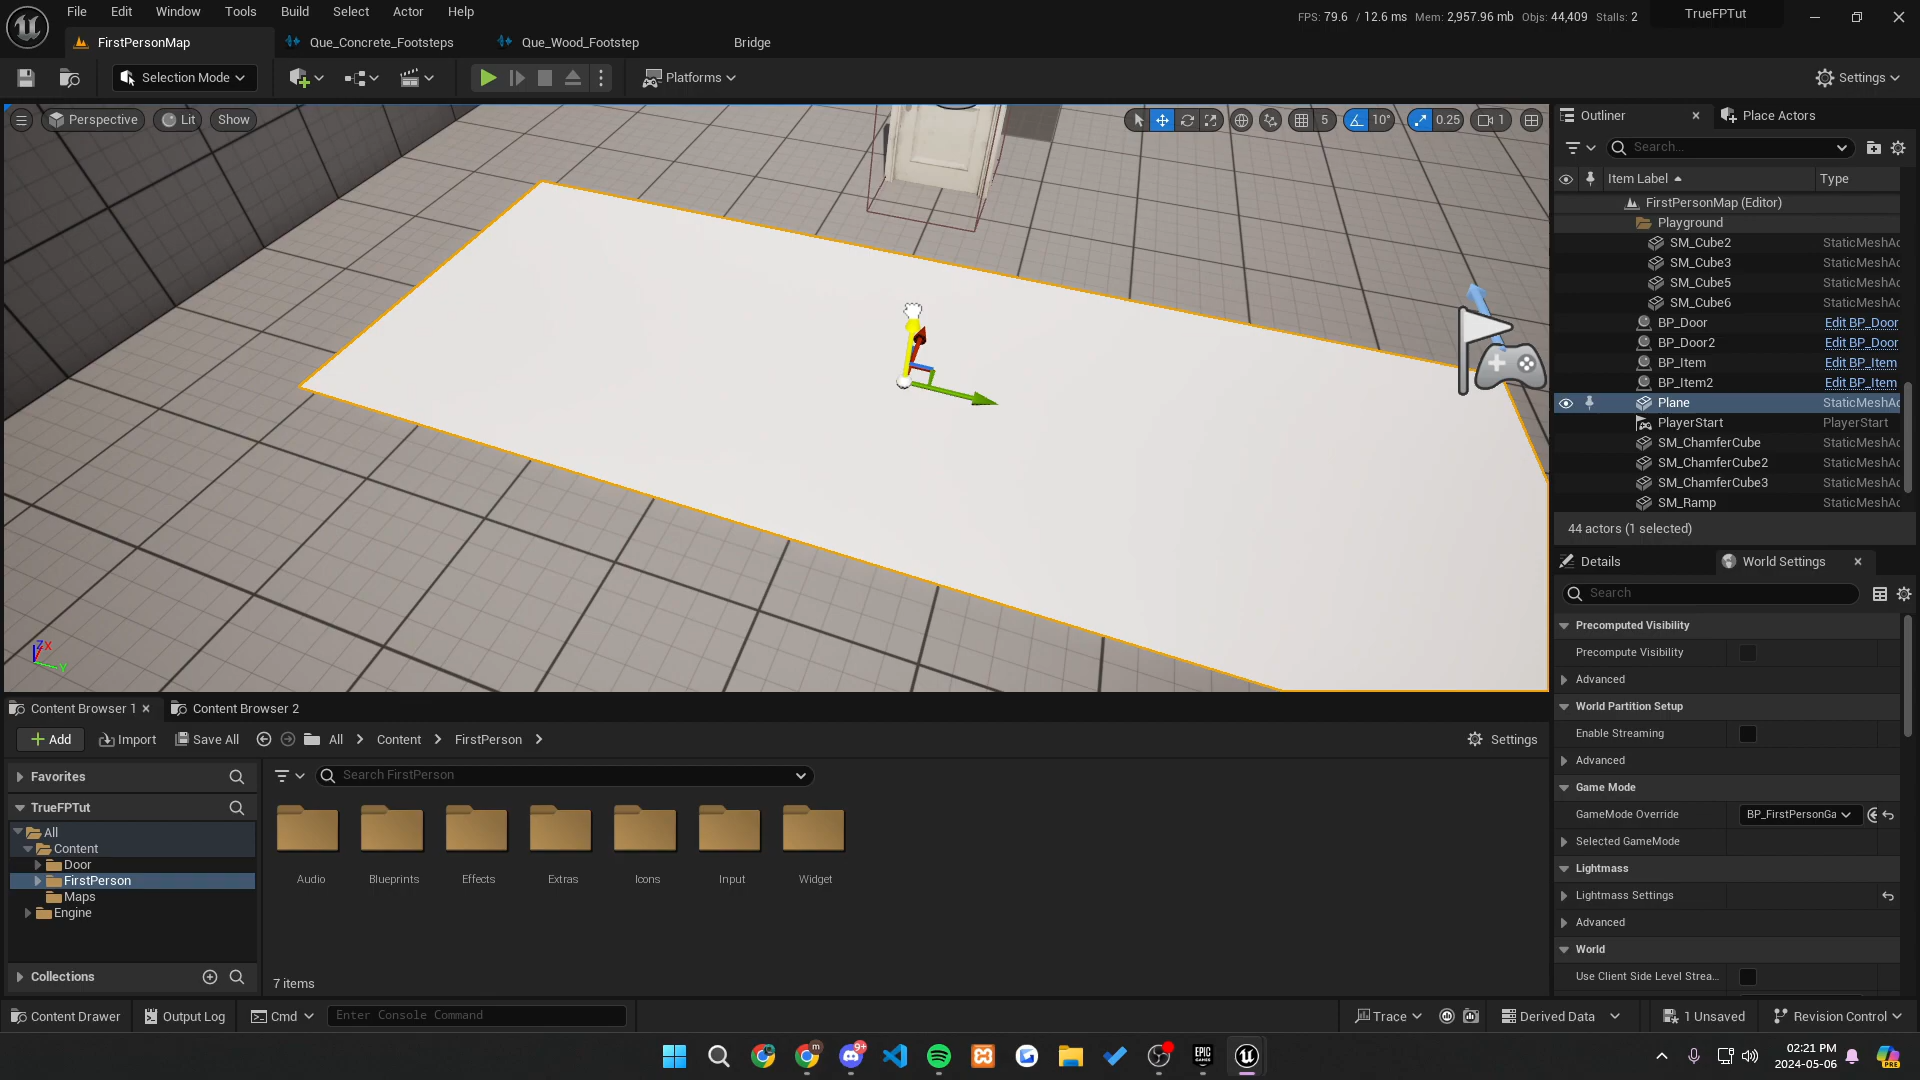 File Edit Window Tools Build Select Actor Help
FPS: 79.6 / 12.6 ms Mem: 2,957.96 mb Objs: 44,409 Stalls: 2
TrueFPTut
FirstPersonMap
Que_Concrete_Footsteps
Que_Wood_Footstep
Bridge
Selection Mode
Platforms
Settings
Perspective
Lit
Show
5
10°
0.25
1
Outliner
Place Actors
Search...
Item Label
Type
FirstPersonMap (Editor)
Playground
SM_Cube2 StaticMeshAc
SM_Cube3 StaticMeshAc
SM_Cube5 StaticMeshAc
SM_Cube6 StaticMeshAc
BP_Door Edit BP_Door
BP_Door2 Edit BP_Door
BP_Item Edit BP_Item
BP_Item2 Edit BP_Item
Plane StaticMeshAc
PlayerStart PlayerStart
SM_ChamferCube StaticMeshAc
SM_ChamferCube2 StaticMeshAc
SM_ChamferCube3 StaticMeshAc
SM_Ramp StaticMeshAc
44 actors (1 selected)
Details
World Settings
Search
Precomputed Visibility
Precompute Visibility
Advanced
World Partition Setup
Enable Streaming
Advanced
Game Mode
GameMode Override BP_FirstPersonGa
Selected GameMode
Lightmass
Lightmass Settings
Advanced
World
Use Client Side Level Strea...
Z X
Y
Content Browser 1
Content Browser 2
Add
Import
Save All
All
Content
FirstPerson
Settings
Favorites
TrueFPTut
All
Content
Door
FirstPerson
Maps
Engine
Collections
Search FirstPerson
Audio
Blueprints
Effects
Extras
Icons
Input
Widget
7 items
Content Drawer
Output Log
Cmd
Enter Console Command
Trace
Derived Data
1 Unsaved
Revision Control
m
9+
EPIC
GAMES
02:21 PM
2024-05-06
PRE